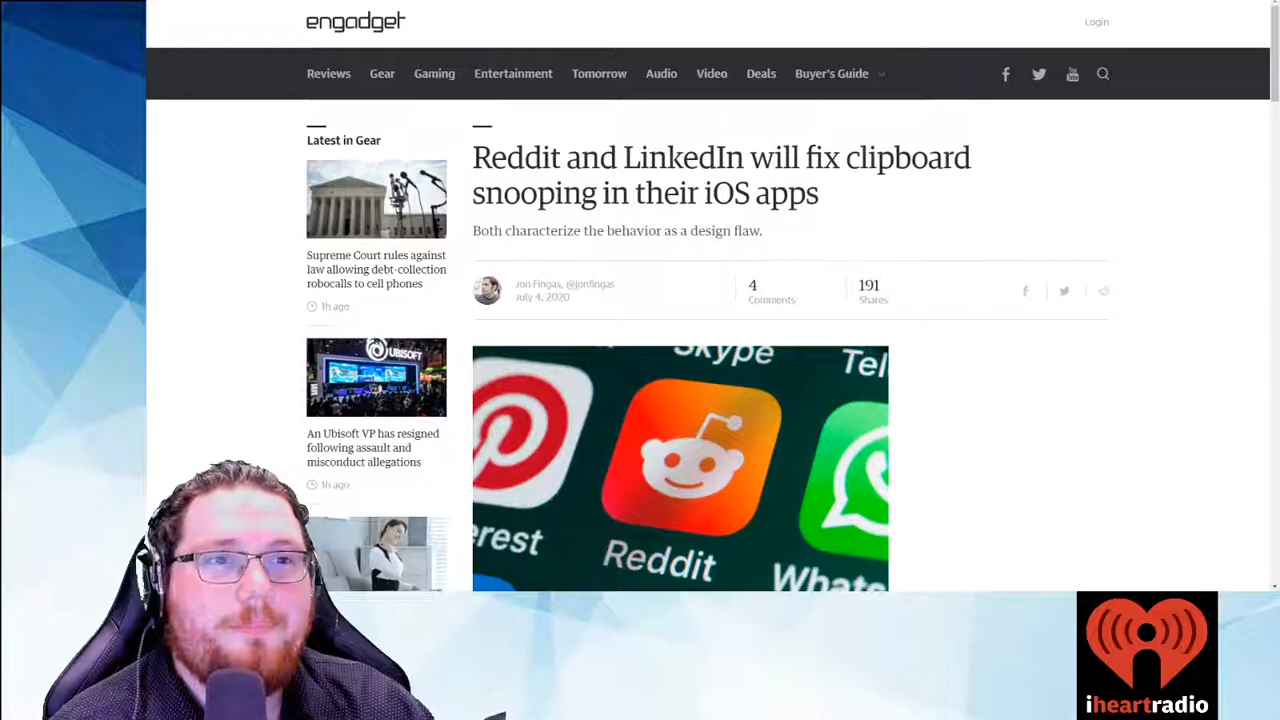 engadget
Login
Reviews Gear Gaming Entertainment Tomorrow Audio Video Deals Buyer's Guide
Latest in Gear
Supreme Court rules against
law allowing debt-collection
robocalls to cell phones
1h ago
UBISOFT
An Ubisoft VP has resigned
following assault and
misconduct allegations
1h ago
Reddit and LinkedIn will fix clipboard
snooping in their iOS apps
Both characterize the behavior as a design flaw.
Jon Fingas, @jonfingas
July 4, 2020
4
Comments
191
Shares
Skype Tel
erest
Reddit
Whats
iheartradio